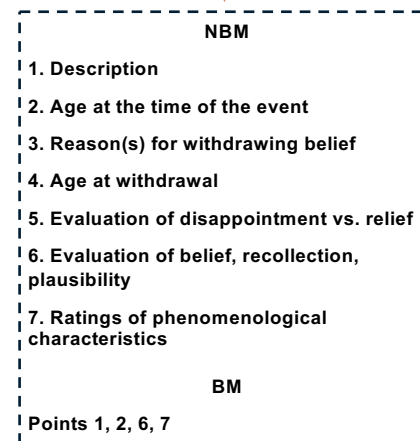 NBM
1. Description
2. Age at the time of the event
3. Reason(s) for withdrawing belief
4. Age at withdrawal
5. Evaluation of disappointment vs. relief
6. Evaluation of belief, recollection,
plausibility
7. Ratings of phenomenological
characteristics
BM
Points 1, 2, 6, 7